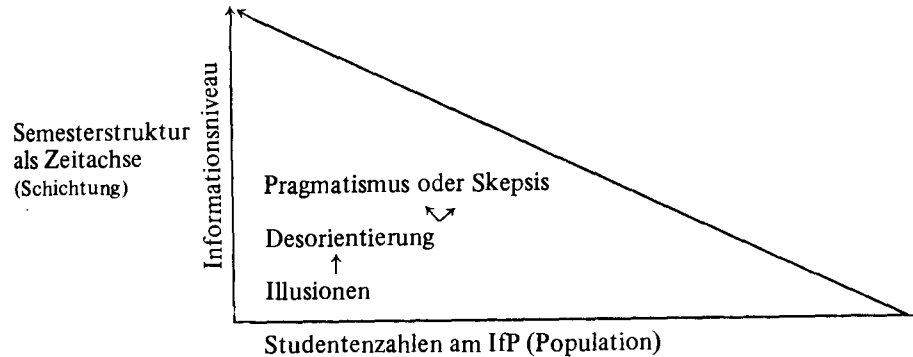 Semesterstruktur
als Zeitachse
(Schichtung)
Informationsniveau
Pragmatismus oder Skepsis
Desorientierung
Illusionen
Studentenzahlen am IfP (Population)